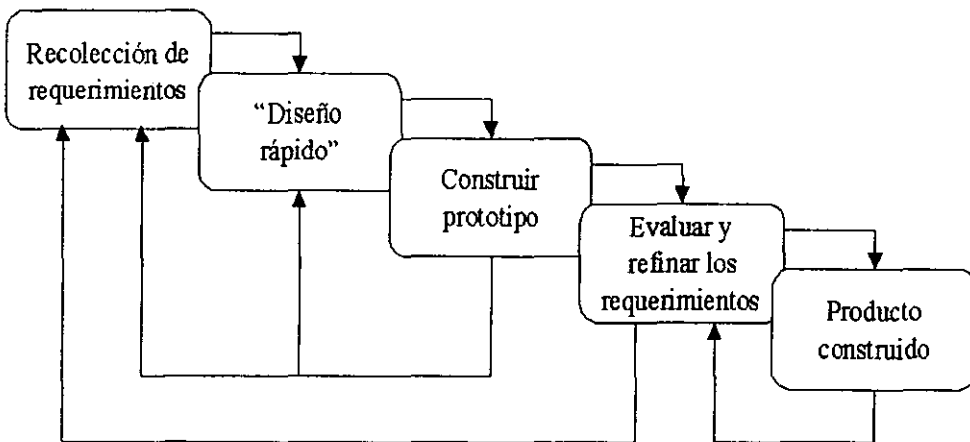 Recolección de
requerimientos
“Diseño
rápido”
Construir
prototipo
Evaluar y
refinar los
requerimientos
Producto
construido